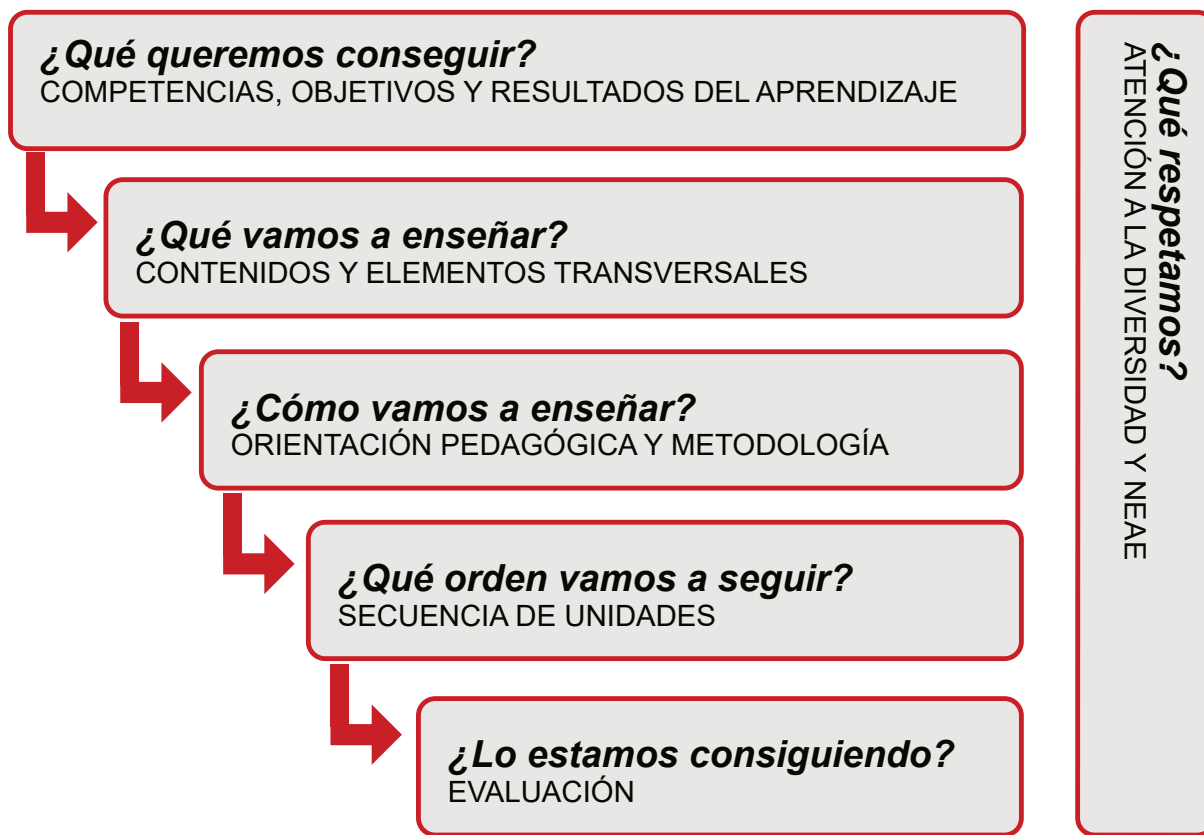 ¿Qué queremos conseguir?
COMPETENCIAS, OBJETIVOS Y RESULTADOS DEL APRENDIZAJE
¿Qué vamos a enseñar?
CONTENIDOS Y ELEMENTOS TRANSVERSALES
¿Cómo vamos a enseñar?
ORIENTACIÓN PEDAGÓGICA Y METODOLOGÍA
¿Qué orden vamos a seguir?
SECUENCIA DE UNIDADES
¿Lo estamos consiguiendo?
EVALUACIÓN
¿Qué respetamos?
ATENCIÓN A LA DIVERSIDAD Y NEAE